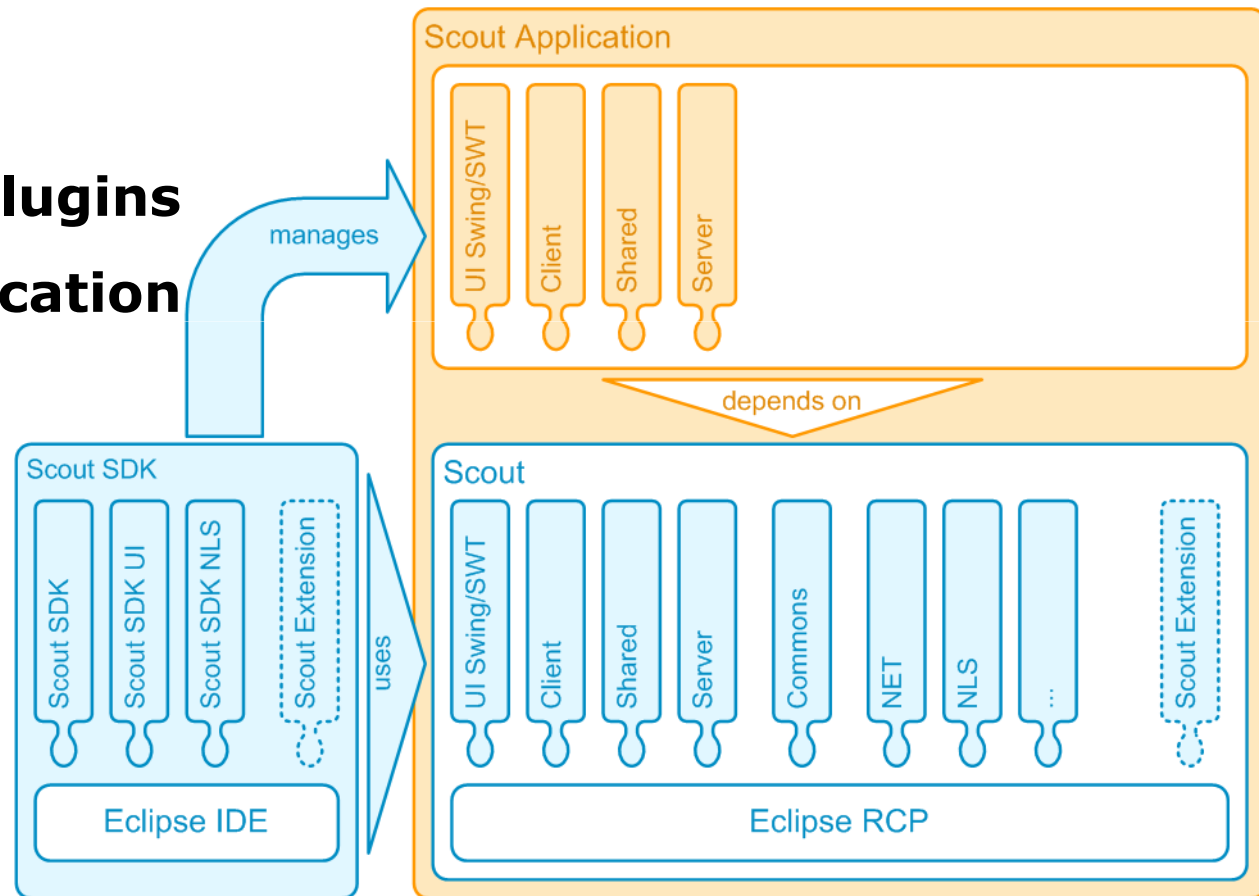 Scout Application
UI Swing/SWT
Client
Shared
Server
lugins
cation
manages
depends on
Scout SDK
Scout SDK
Scout SDK UI
Scout SDK NLS
Scout Extension
Eclipse IDE
uses
Scout
UI Swing/SWT
Client
Shared
Server
Commons
NET
NLS
...
Scout Extension
Eclipse RCP